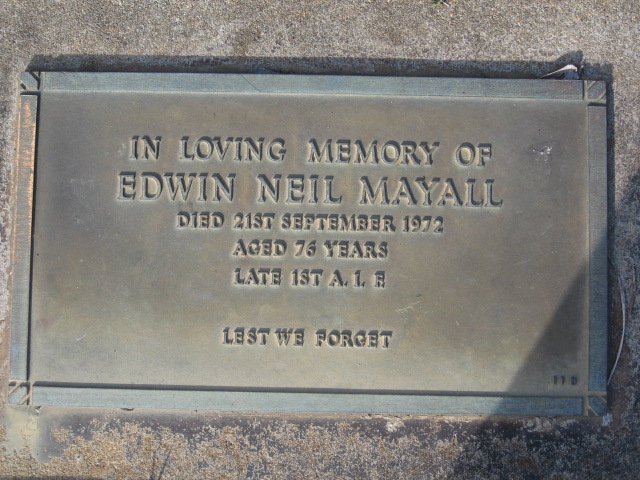 IN LOVING MEMORY OF
EDWIN NEIL MAYALL
DIED 21ST SEPTEMBER 1972
AGED 76 YEARS
LATE 1ST A. I. F.
LEST WE FORGET